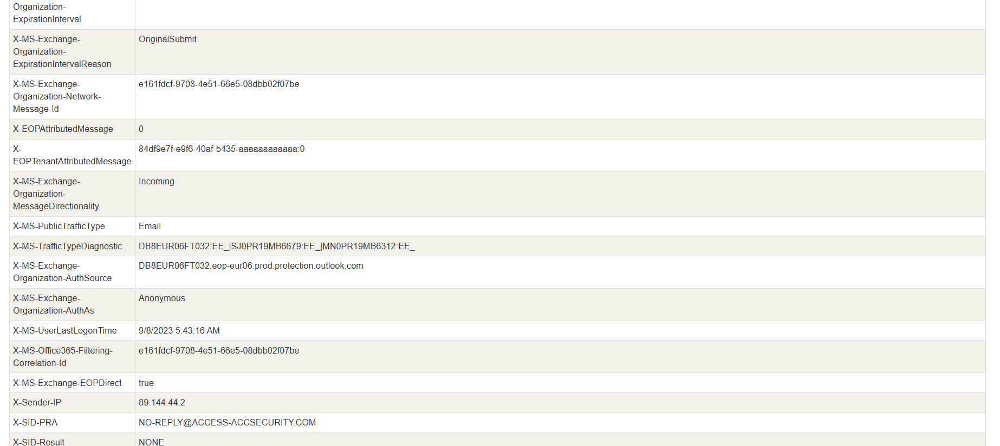 Organization-
ExpirationInterval
X-MS-Exchange-
Organization-
ExpirationIntervalReason
OriginalSubmit
X-MS-Exchange-
Organization-Network-
Message-Id
e161fdcf-9708-4e51-66e5-08dbb02f07be
X-EOPAttributedMessage
0
X-
EOPTenantAttributedMessage
84df9e7f-e9f6-40af-b435-aaaaaaaaaaaa:0
X-MS-Exchange-
Organization-
MessageDirectionality
Incoming
X-MS-PublicTrafficType
Email
X-MS-TrafficTypeDiagnostic
DB8EUR06FT032:EE_|SJ0PR19MB6679:EE_|MN0PR19MB6312:EE_
X-MS-Exchange-
Organization-AuthSource
DB8EUR06FT032.eop-eur06.prod.protection.outlook.com
X-MS-Exchange-
Organization-AuthAs
Anonymous
X-MS-UserLastLogonTime
9/8/2023 5:43:16 AM
X-MS-Office365-Filtering-
Correlation-Id
e161fdcf-9708-4e51-66e5-08dbb02f07be
X-MS-Exchange-EOPDirect
true
X-Sender-IP
89.144.44.2
X-SID-PRA
NO-REPLY@ACCESS-ACCSECURITY.COM
X-SID-Result
NONE